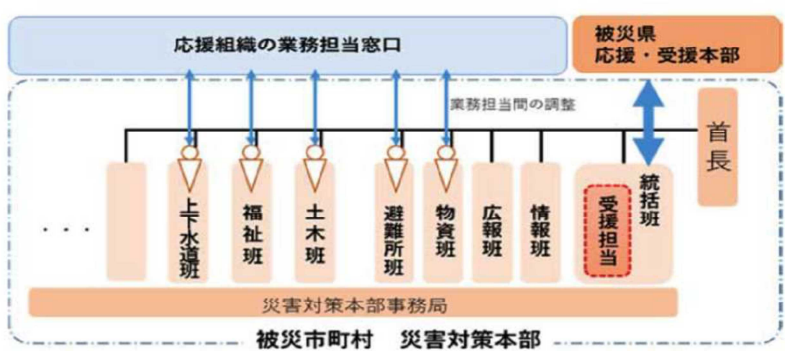 応援組織の業務担当窓口
被災県
応援・受援本部
業務担当間の調整
首長
・・・
上下水道班
福祉班
土木班
避難所班
物資班
広報班
情報班
受援担当
統括班
災害対策本部事務局
被災市町村　災害対策本部